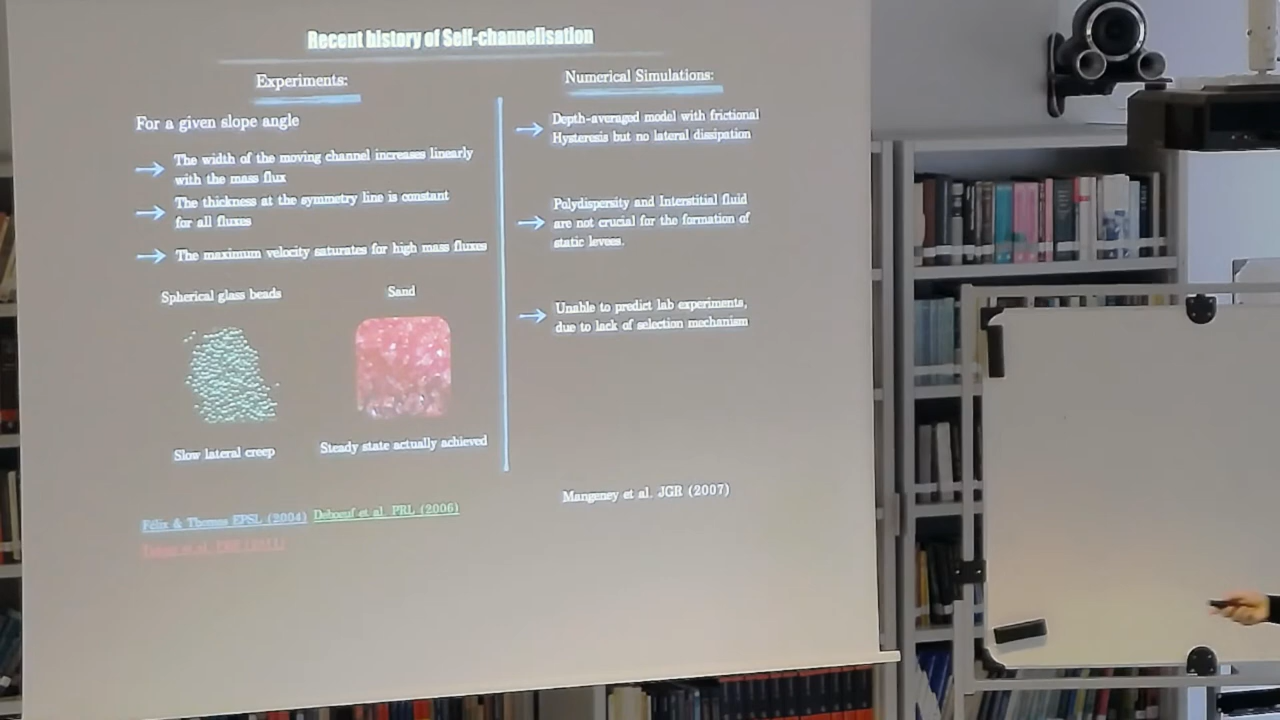 Recent history of Self-channelisation
Experiments:
For a given slope angle
The width of the moving channel increases linearly
with the mass flux
The thickness at the symmetry line is constant
for all fluxes
The maximum velocity saturates for high mass fluxes
Spherical glass beads
Sand
Slow lateral creep
Steady state actually achieved
Félix & Thomas EPSL (2004) Deboeuf et al. PRL (2006)
Numerical Simulations:
Depth-averaged model with frictional
Hysteresis but no lateral dissipation
Polydispersity and Interstitial fluid
are not crucial for the formation of
static levees.
Unable to predict lab experiments,
due to lack of selection mechanism
Mangeney et al. JGR (2007)